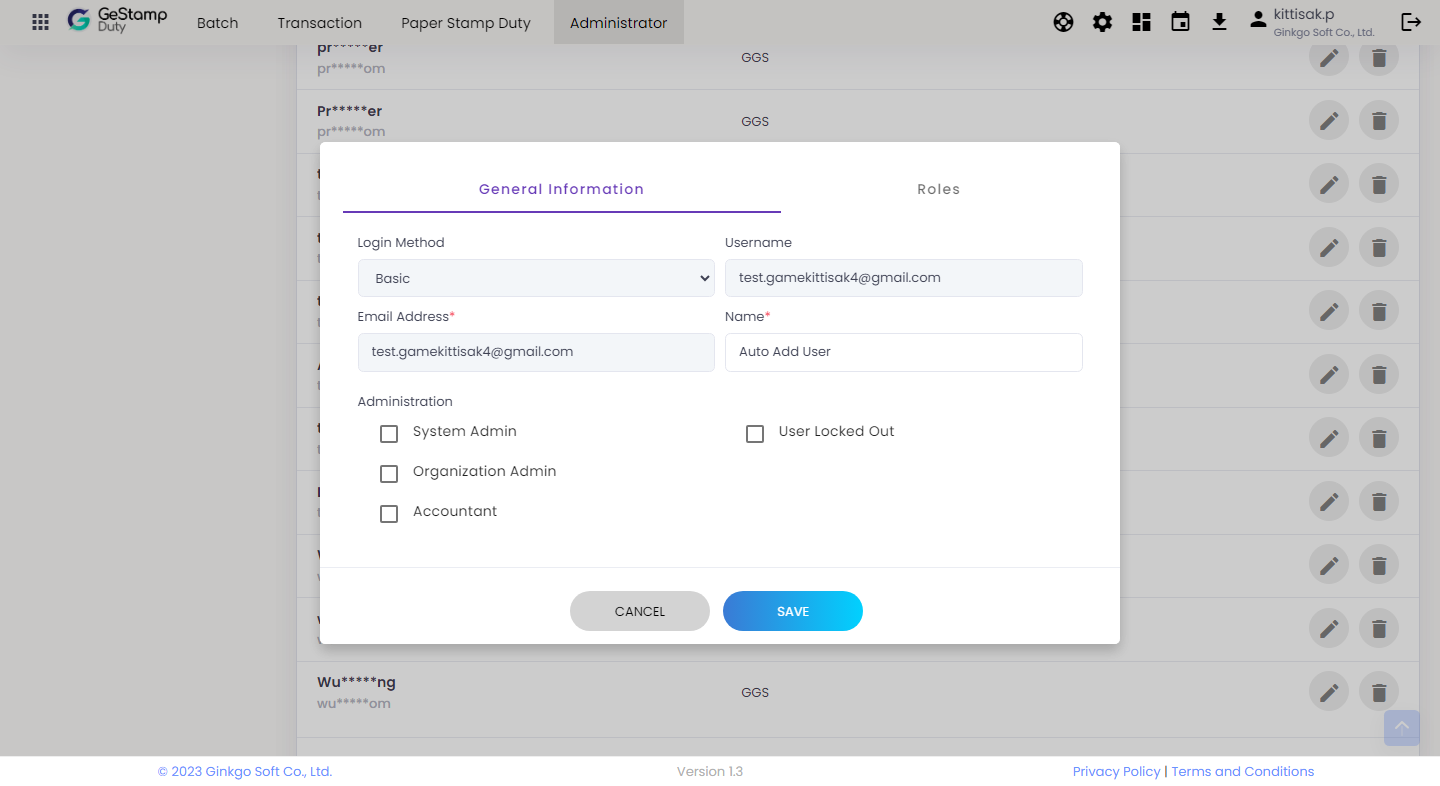 GeStamp
Duty
Batch
Transaction
Paper Stamp Duty
Administrator
kittisak.p
Ginkgo Soft Co., Ltd.
pr*****er
pr*****om
GGS
Pr*****er
pr*****om
GGS
General Information
Roles
Login Method
Username
Basic
test.gamekittisak4@gmail.com
Email Address*
Name*
test.gamekittisak4@gmail.com
Auto Add User
Administration
System Admin
User Locked Out
Organization Admin
Accountant
CANCEL
SAVE
Wu*****ng
wu*****om
GGS
© 2023 Ginkgo Soft Co., Ltd.
Version 1.3
Privacy Policy | Terms and Conditions